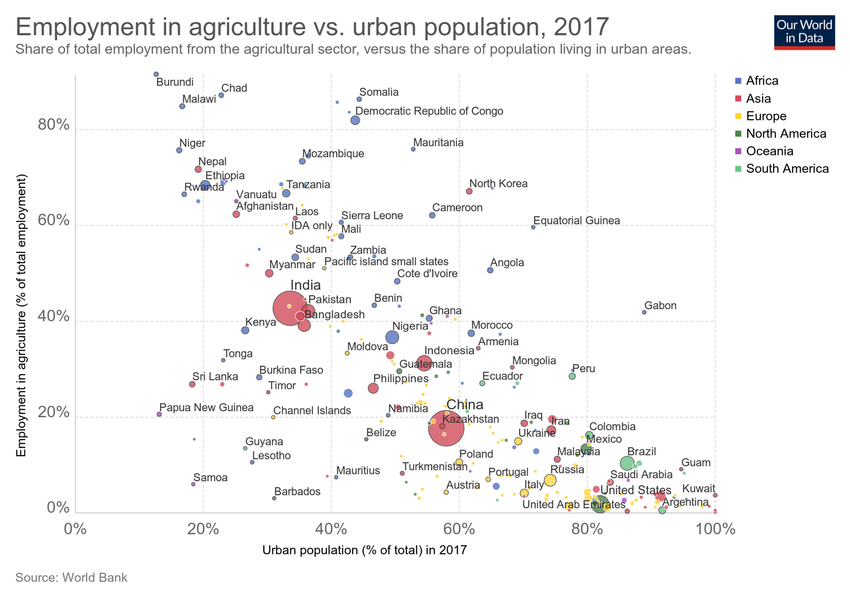 Employment in agriculture vs. urban population, 2017
Share of total employment from the agricultural sector, versus the share of population living in urban areas.
Our World
in Data
Africa
Asia
Europe
North America
Oceania
South America
Employment in agriculture (% of total employment)
80%
60%
40%
20%
0%
Burundi
Chad
Malawi
Somalia
Democratic Republic of Congo
Niger
Mauritania
Mozambique
Nepal
Ethiopia
Rwanda
Tanzania
North Korea
Vanuatu
Afghanistan
Laos
Cameroon
Sierra Leone
Equatorial Guinea
IDA only
Mali
Sudan
Zambia
Pacific island small states
Myanmar
Angola
Cote d'Ivoire
India
Pakistan
Benin
Gabon
Bangladesh
Ghana
Kenya
Nigeria
Morocco
Armenia
Moldova
Indonesia
Tonga
Guatemala
Mongolia
Peru
Burkina Faso
Sri Lanka
Timor
Philippines
Ecuador
Papua New Guinea
Channel Islands
Namibia
China
Kazakhstan
Iraq
Iran
Colombia
Belize
Ukraine
Mexico
Guyana
Lesotho
Poland
Malaysia
Brazil
Guam
Samoa
Mauritius
Turkmenistan
Portugal
Russia
Saudi Arabia
Barbados
Austria
Italy
United States
Kuwait
United Arab Emirates
Argentina
0%
20%
40%
60%
80%
100%
Urban population (% of total) in 2017
Source: World Bank